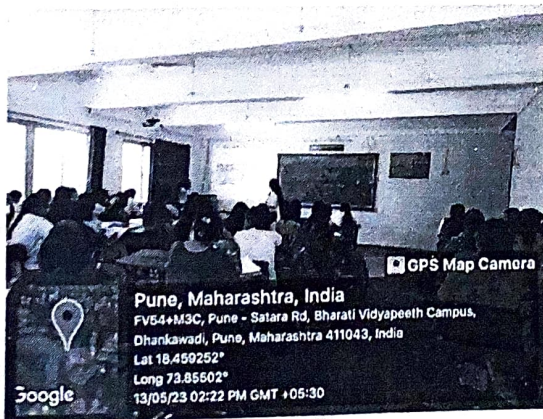 GPS Map Camera
Pune, Maharashtra, India
FV54+M3C, Pune - Satara Rd, Bharati Vidyapeeth Campus,
Dhankawadi, Pune, Maharashtra 411043, India
Lat 18.459252°
Long 73.85502°
13/05/23 02:22 PM GMT +05:30
Google